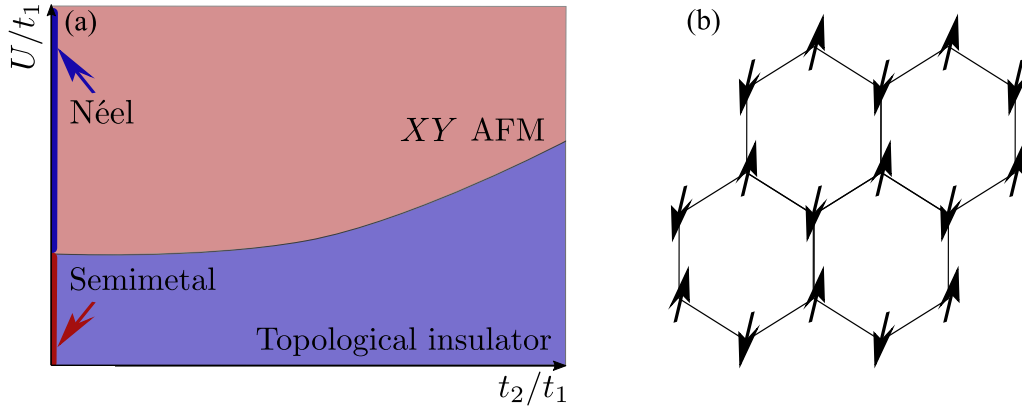 (a)
U/t₁
Néel
XY AFM
Semimetal
Topological insulator
t₂/t₁
(b)